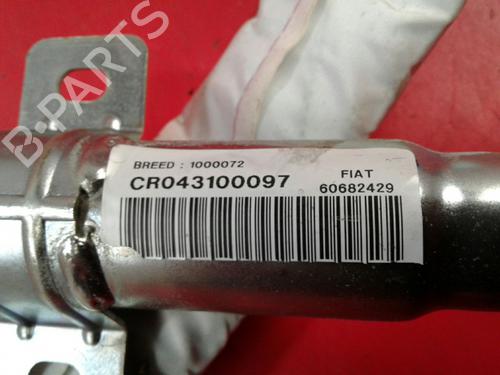 B-PARTS
BREED : 1000072
CR043100097
FIAT
60682429